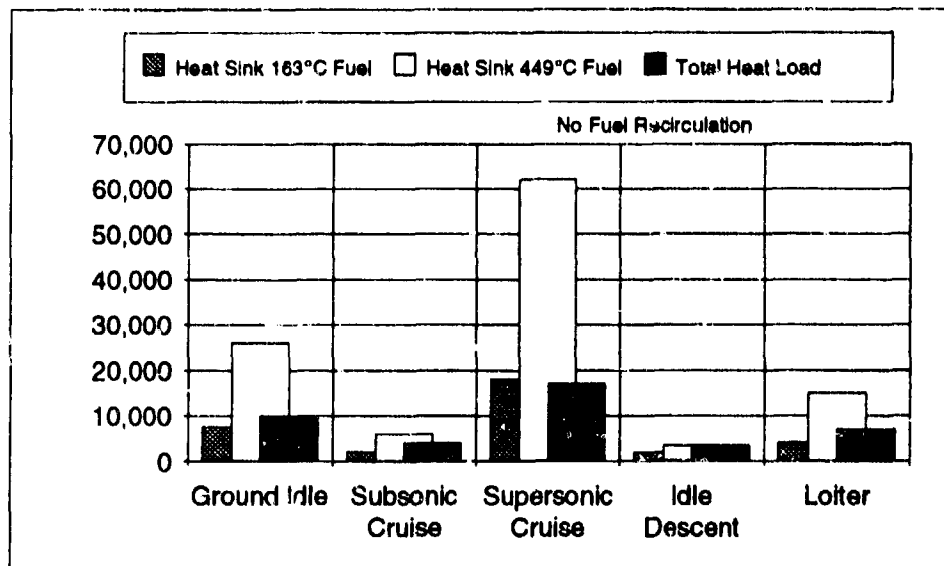 Heat Sink 163°C Fuel Heat Sink 449°C Fuel Total Heat Load
No Fuel Recirculation
70,000
60,000
50,000
40,000
30,000
20,000
10,000
0
Ground Idle Subsonic Cruise Supersonic Cruise Idle Descent Loiter